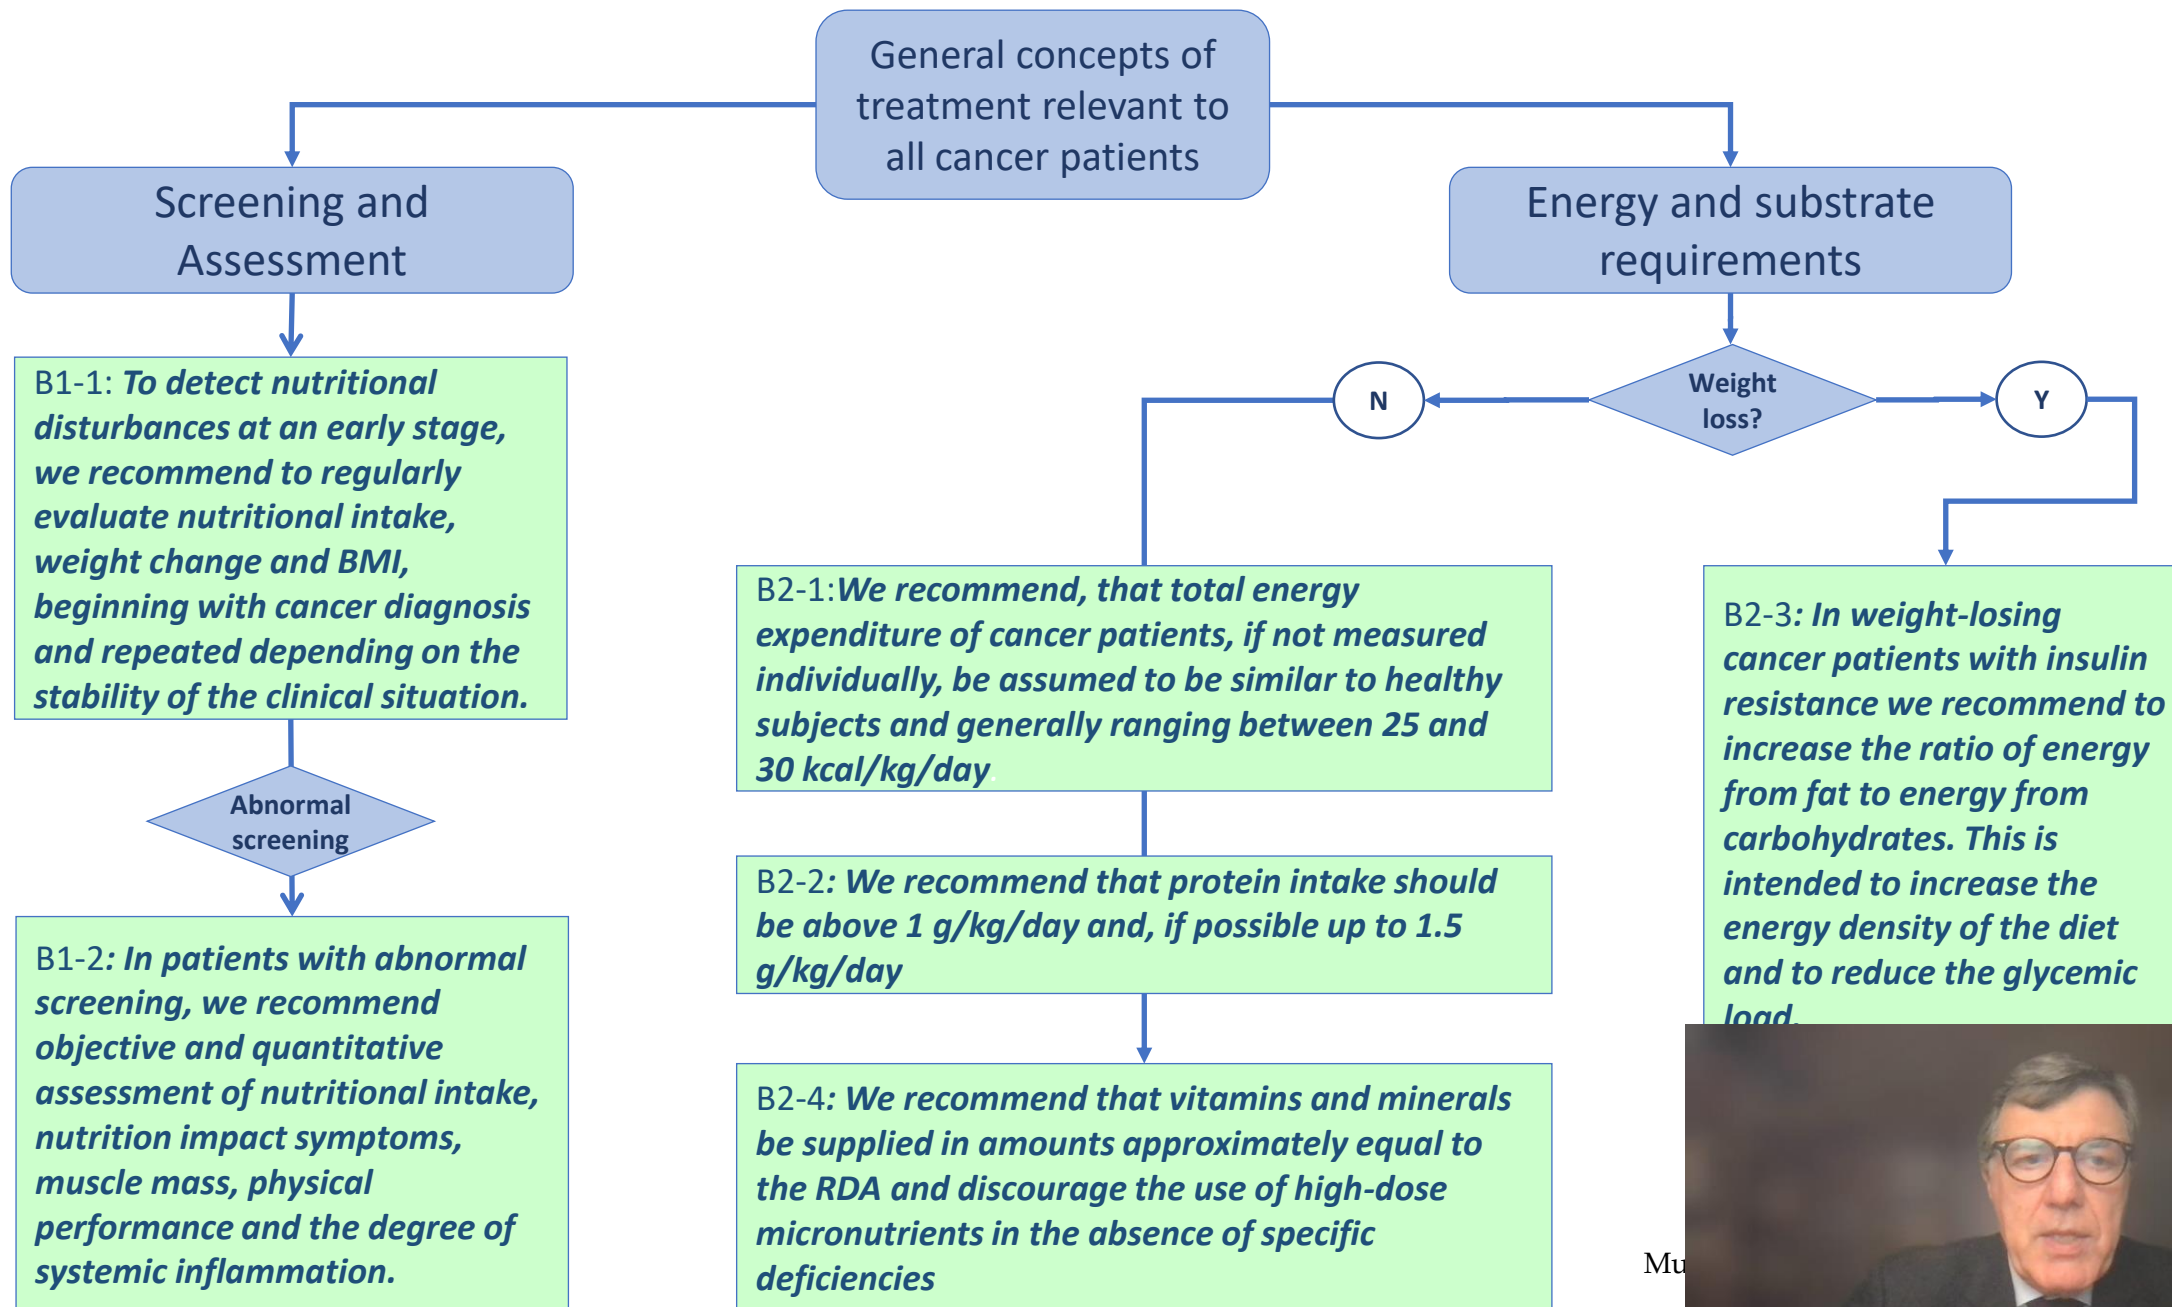 General concepts of
treatment relevant to
all cancer patients
Screening and
Assessment
B1-1: To detect nutritional
disturbances at an early stage,
we recommend to regularly
evaluate nutritional intake,
weight change and BMI,
beginning with cancer diagnosis
and repeated depending on the
stability of the clinical situation.
Abnormal
screening
B1-2: In patients with abnormal
screening, we recommend
objective and quantitative
assessment of nutritional intake,
nutrition impact symptoms,
muscle mass, physical
performance and the degree of
systemic inflammation.
Energy and substrate
requirements
Weight
loss?
N
Y
B2-1:We recommend, that total energy
expenditure of cancer patients, if not measured
individually, be assumed to be similar to healthy
subjects and generally ranging between 25 and
30 kcal/kg/day.
B2-2: We recommend that protein intake should
be above 1 g/kg/day and, if possible up to 1.5
g/kg/day
B2-4: We recommend that vitamins and minerals
be supplied in amounts approximately equal to
the RDA and discourage the use of high-dose
micronutrients in the absence of specific
deficiencies
B2-3: In weight-losing
cancer patients with insulin
resistance we recommend to
increase the ratio of energy
from fat to energy from
carbohydrates. This is
intended to increase the
energy density of the diet
and to reduce the glycemic
load.